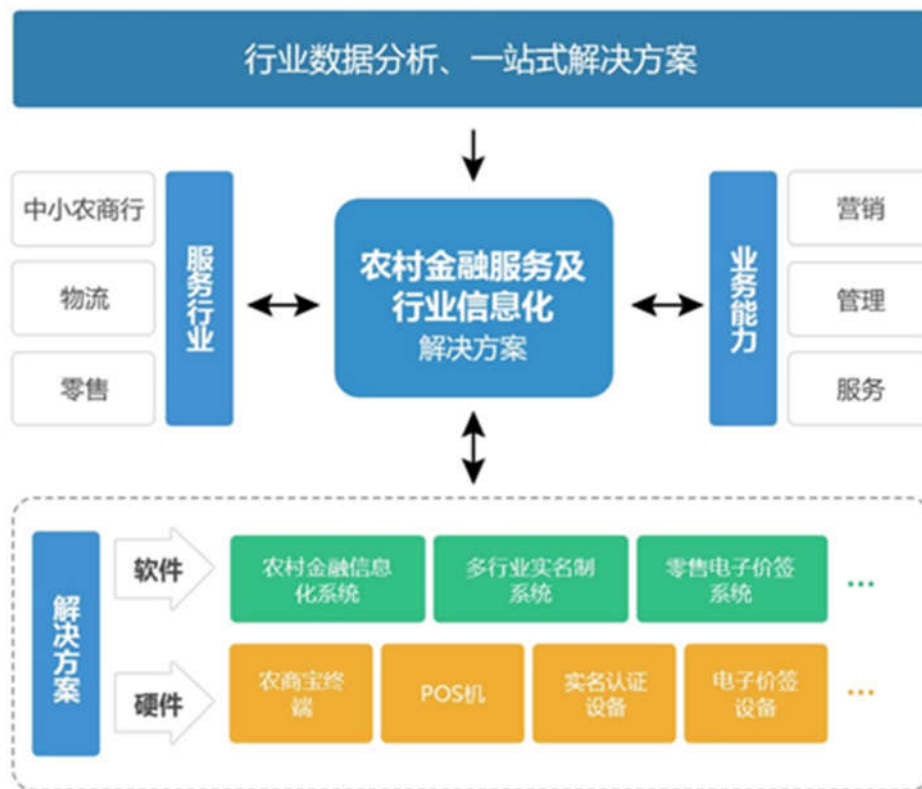 行业数据分析、一站式解决方案
中小农商行
物流
零售
服务行业
农村金融服务及
行业信息化
解决方案
业务能力
营销
管理
服务
解决方案
软件
农村金融信息
化系统
多行业实名制
系统
零售电子价签
系统
...
硬件
农商宝终
端
POS机
实名认证
设备
电子价签
设备
...